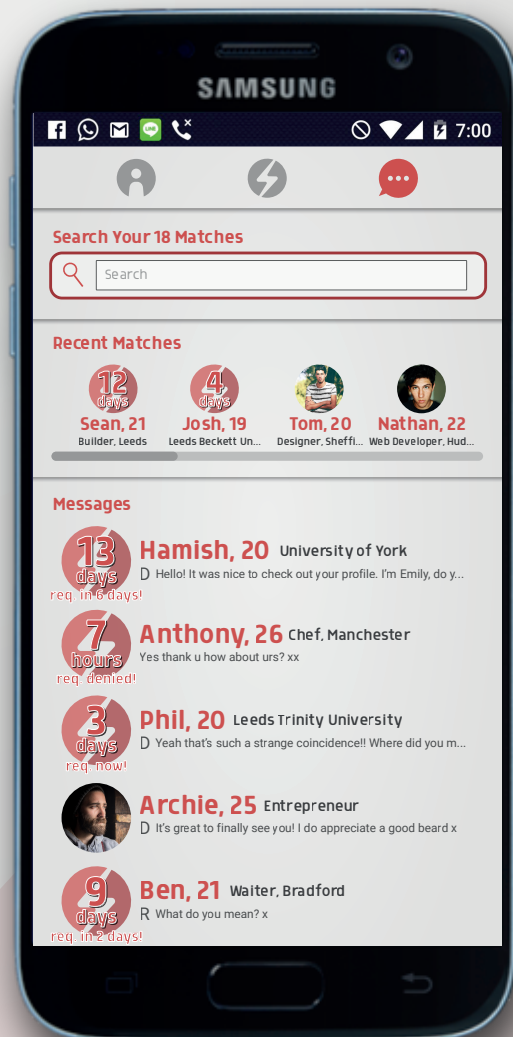 SAMSUNG
LINE
7:00
Search Your 18 Matches
Search
Recent Matches
12 days
4 days
Sean, 21
Josh, 19
Tom, 20
Nathan, 22
Builder, Leeds
Leeds Beckett Un...
Designer, Sheffi...
Web Developer, Hud...
Messages
13 days
req. in 6 days!
Hamish, 20 University of York
D Hello! It was nice to check out your profile. I'm Emily, do y...
7 hours
req. denied!
Anthony, 26 Chef, Manchester
Yes thank u how about urs? xx
3 days
req. now!
Phil, 20 Leeds Trinity University
D Yeah that's such a strange coincidence!! Where did you m...
Archie, 25 Entrepreneur
D It's great to finally see you! I do appreciate a good beard x
9 days
req. in 2 days!
Ben, 21 Waiter, Bradford
R What do you mean? x